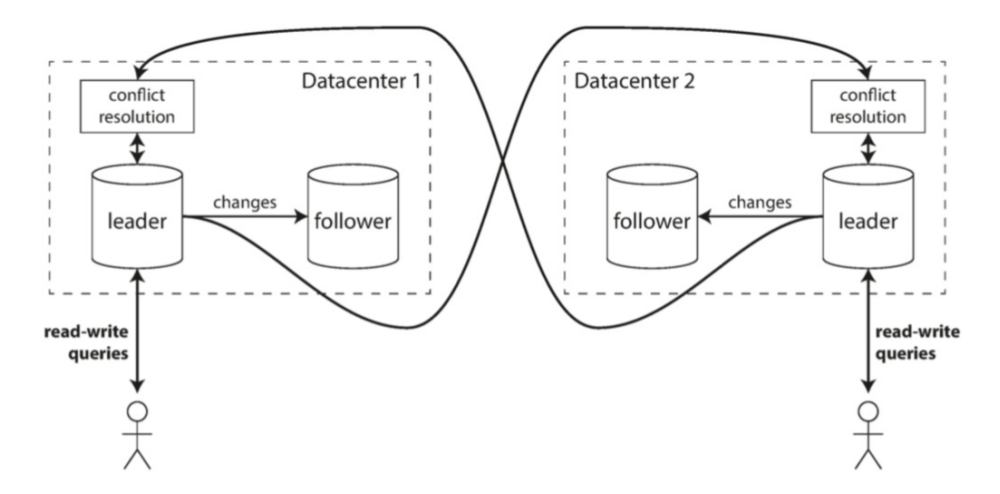 Datacenter 1
conflict
resolution
leader
changes
follower
read-write
queries
Datacenter 2
conflict
resolution
follower
changes
leader
read-write
queries